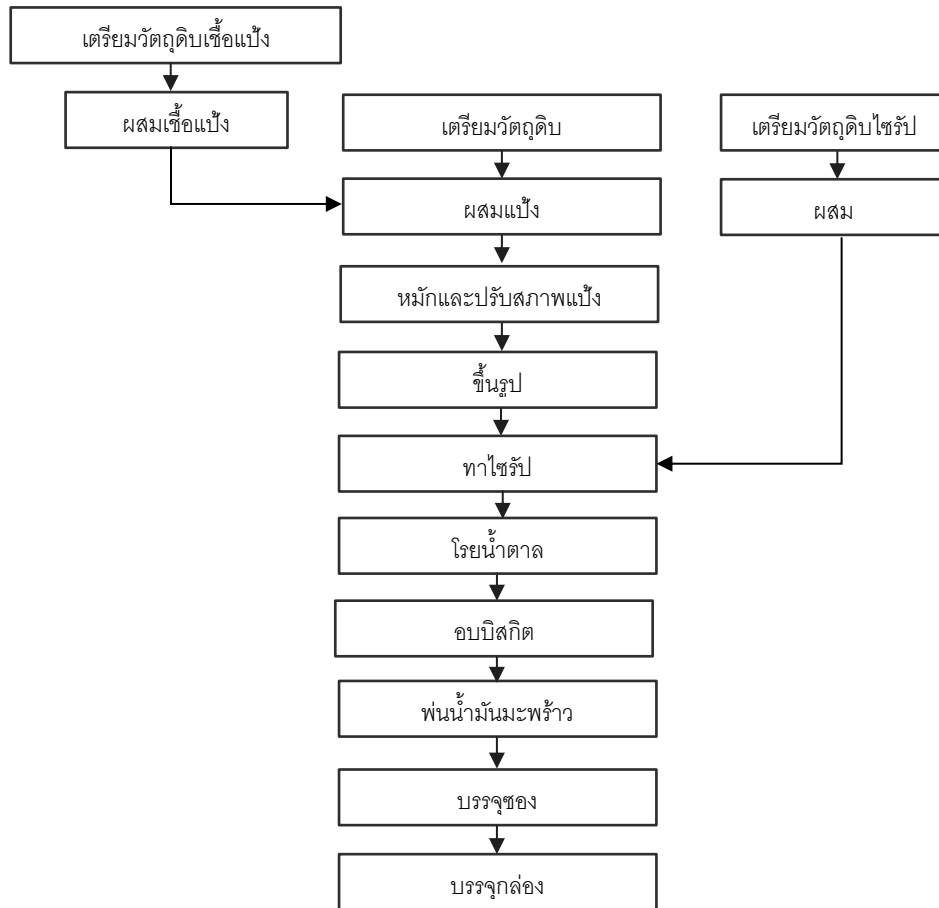 เตรียมวัตถุดิบเชื้อแป้ง
ผสมเชื้อแป้ง
เตรียมวัตถุดิบ
เตรียมวัตถุดิบไซรัป
ผสมแป้ง
ผสม
หมักและปรับสภาพแป้ง
ขึ้นรูป
ทาไซรัป
โรยน้ำตาล
อบบิสกิต
พ่นน้ำมันมะพร้าว
บรรจุซอง
บรรจุกล่อง